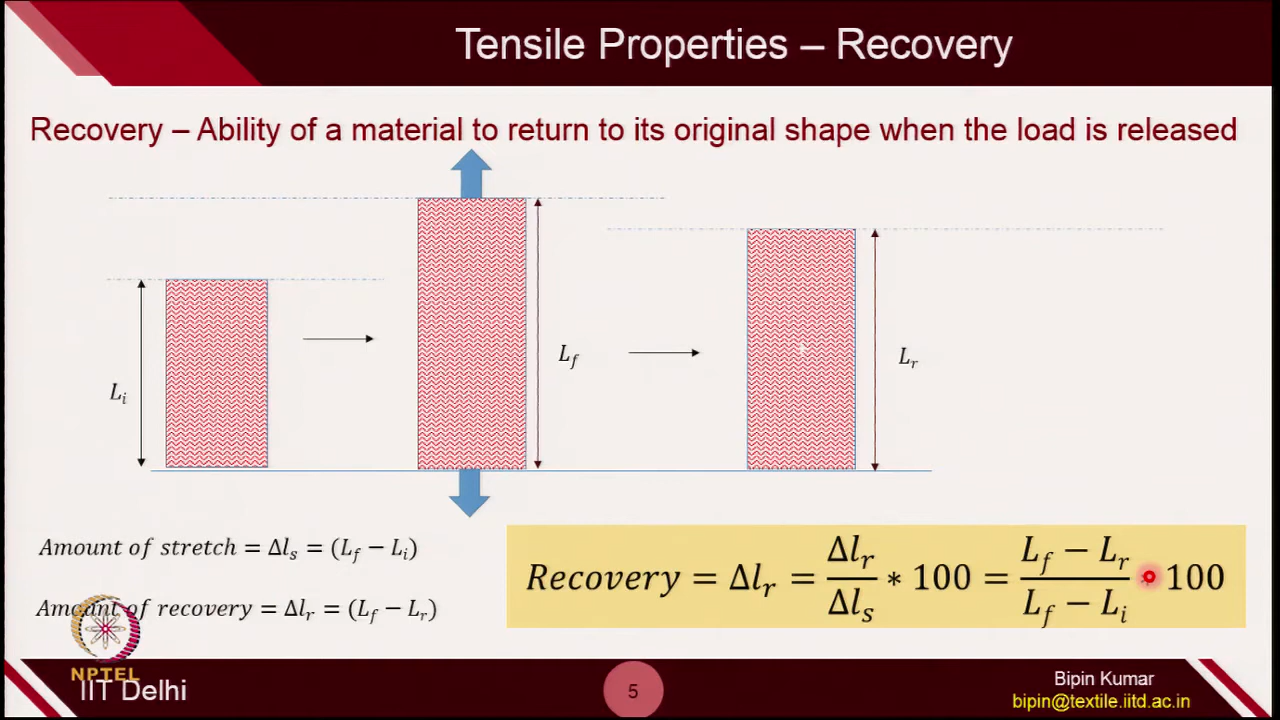 Tensile Properties – Recovery
Recovery – Ability of a material to return to its original shape when the load is released
L_i
L_f
L_r
Amount of stretch = Δl_s = (L_f − L_i)
Amount of recovery = Δl_r = (L_f − L_r)
Recovery = Δl_r = Δl_r / Δl_s * 100 = L_f − L_r / L_f − L_i * 100
NPTEL
IIT Delhi
5
Bipin Kumar
bipin@textile.iitd.ac.in